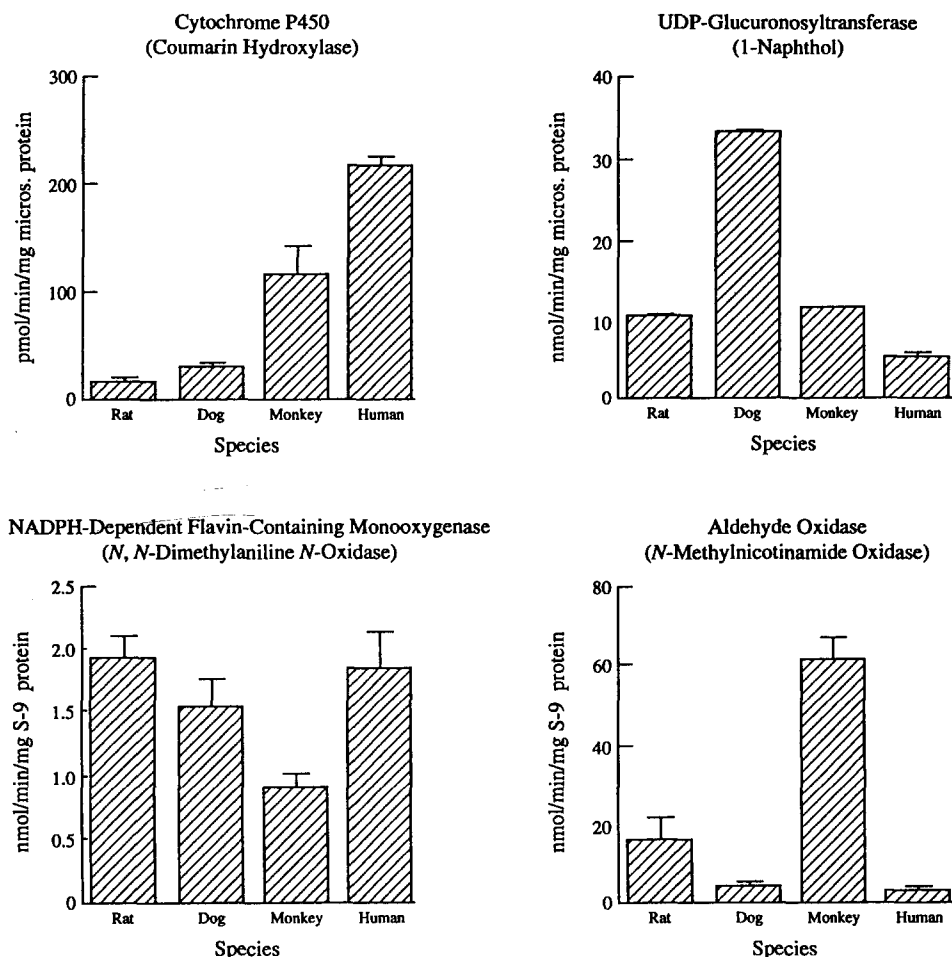 Cytochrome P450
(Coumarin Hydroxylase)
300
200
100
0
pmol/min/mg micros. protein
Rat Dog Monkey Human
Species
UDP-Glucuronosyltransferase
(1-Naphthol)
40
30
20
10
0
nmol/min/mg micros. protein
Rat Dog Monkey Human
Species
NADPH-Dependent Flavin-Containing Monooxygenase
(N, N-Dimethylaniline N-Oxidase)
2.5
2.0
1.5
1.0
0.5
0
nmol/min/mg S-9 protein
Rat Dog Monkey Human
Species
Aldehyde Oxidase
(N-Methylnicotinamide Oxidase)
80
60
40
20
0
nmol/min/mg S-9 protein
Rat Dog Monkey Human
Species